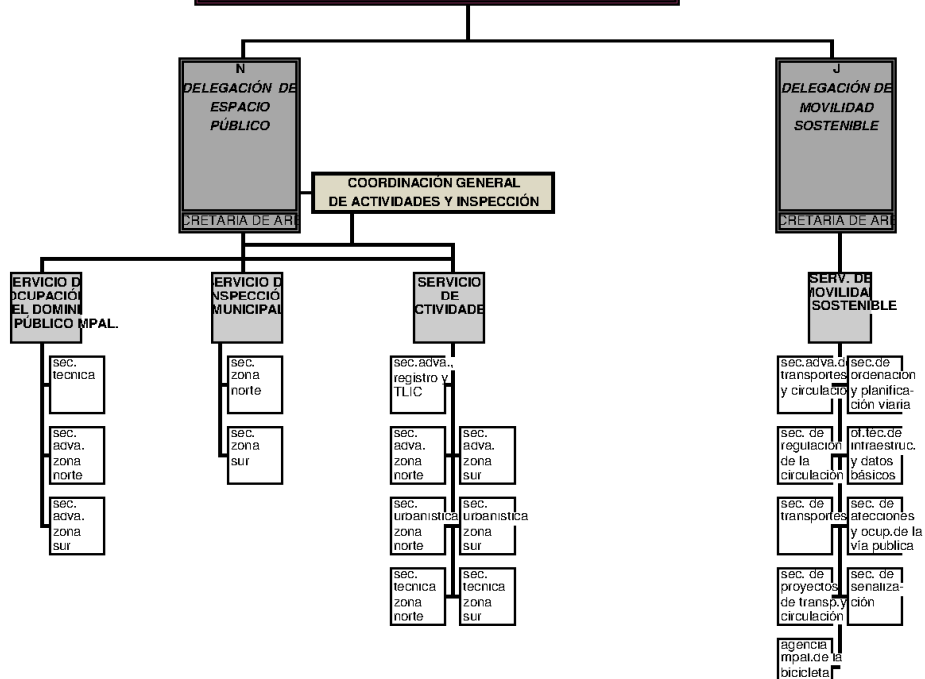 N
DELEGACIÓN DE
ESPACIO
PÚBLICO
CRETARIA DE ARE
J
DELEGACIÓN DE
MOVILIDAD
SOSTENIBLE
CRETARIA DE ARE
COORDINACIÓN GENERAL
DE ACTIVIDADES Y INSPECCIÓN
ERVICIO D
OCUPACIÓN
EL DOMINI
PÚBLICO MPAL.
ERVICIO D
NSPECCIÓ
MUNICIPAL
SERVICIO
DE
CTIVIDADE
SERV. DE
MOVILIDA
SOSTENIBLE
sec.
tecnica
sec.
adva.
zona
norte
sec.
adva.
zona
sur
sec.
zona
norte
sec.
zona
sur
sec.adva.,
registro y
TLIC
sec.
adva.
zona
norte
sec.
adva.
zona
sur
sec.
urbanistica
zona
norte
sec.
urbanistica
zona
sur
sec.
tecnica
zona
norte
sec.
tecnica
zona
sur
sec.adva.de
transportes
y circulació
sec.de
ordenacion
y planifica-
ción viaria
sec. de
regulación
de la
circulación
of.tec.de
infraestruc.
y datos
básicos
sec. de
transportes
sec. de
afecciones
y ocup.de la
vía publica
sec. de
proyectos
de transp.y
circulación
sec. de
senaliza-
ción
agencia
mpal.de la
bicicleta